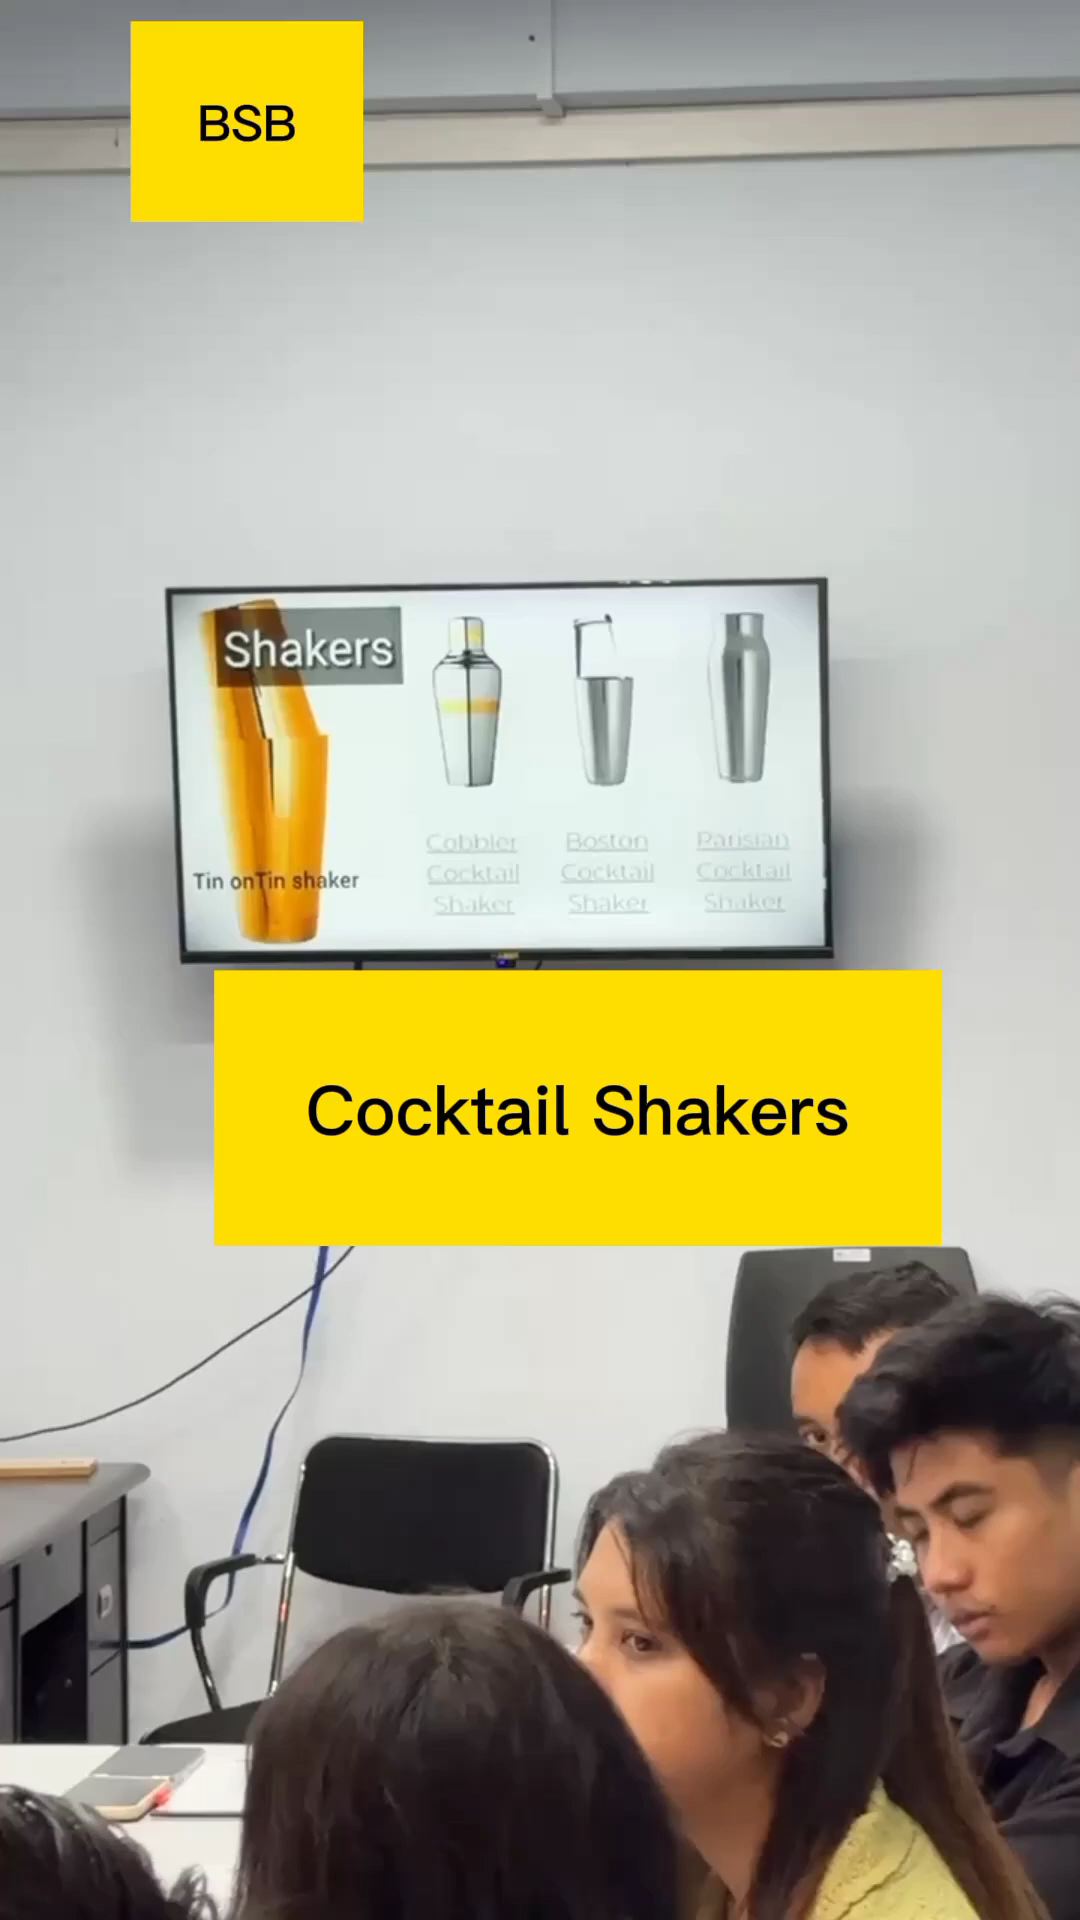 BSB
Shakers
Tin onTin shaker
Cobbler
Cocktail
Shaker
Boston
Cocktail
Shaker
Parisian
Cocktail
Shaker
Cocktail Shakers